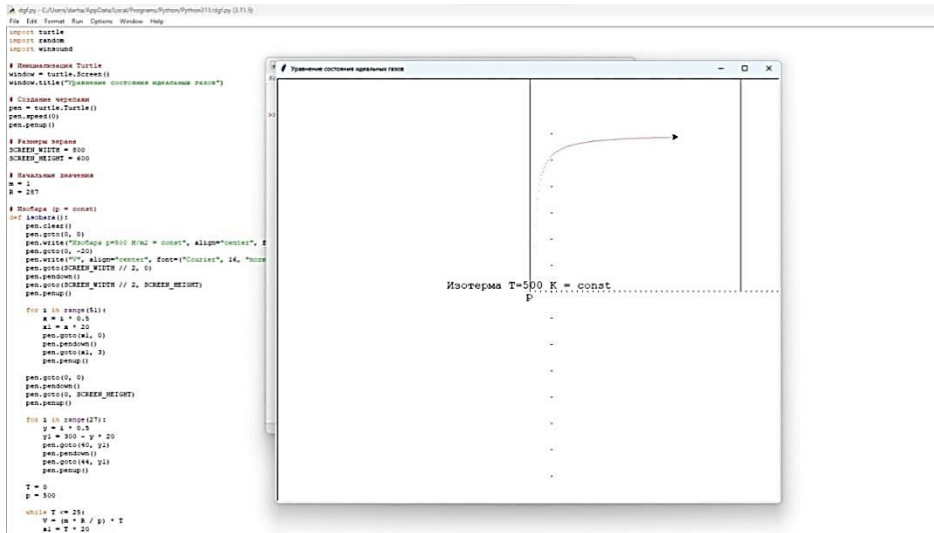 dgf.py - C:/Users/darha/AppData/Local/Programs/Python/Python311/dgf.py (3.11.5)
File Edit Format Run Options Window Help
import turtle
import random
import winsound
# Инициализация Turtle
window = turtle.Screen()
window.title("Уравнение состояние идеальных газов")
# Создание черепахи
pen = turtle.Turtle()
pen.speed(0)
pen.penup()
# Размеры экрана
SCREEN_WIDTH = 800
SCREEN_HEIGHT = 600
# Начальные значения
m = 1
R = 287
# Изобара (p = const)
def isobara():
pen.clear()
pen.goto(0, 0)
pen.write("Изобара p=500 Н/м2 = const", align="center", f
pen.goto(0, -20)
pen.write("V", align="center", font=("Courier", 16, "norm
pen.goto(SCREEN_WIDTH // 2, 0)
pen.pendown()
pen.goto(SCREEN_WIDTH // 2, SCREEN_HEIGHT)
pen.penup()
for i in range(51):
x = i * 0.5
x1 = x * 20
pen.goto(x1, 0)
pen.pendown()
pen.goto(x1, 3)
pen.penup()
pen.goto(0, 0)
pen.pendown()
pen.goto(0, SCREEN_HEIGHT)
pen.penup()
for i in range(27):
y = i * 0.5
y1 = 300 - y * 20
pen.goto(40, y1)
pen.pendown()
pen.goto(44, y1)
pen.penup()
T = 0
p = 500
while T <= 25:
V = (m * R / p) * T
x1 = T * 20
Уравнение состояние идеальных газов
Изотерма T=500 K = const
p